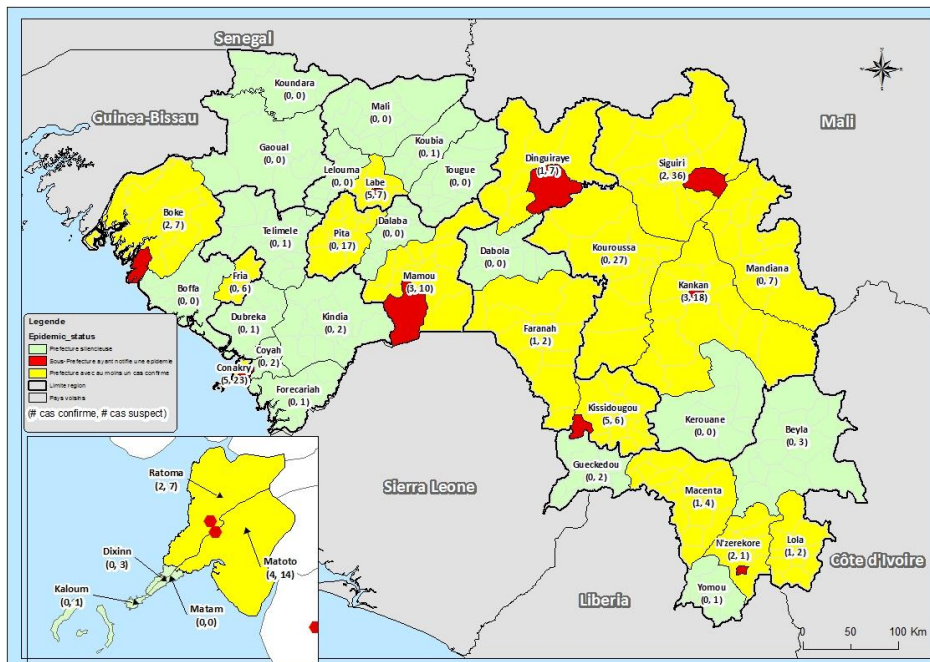 Senegal
Koundara
(0, 0)
Guinea-Bissau
Mali
(0, 0)
Mali
Gaoual
(0, 0)
Koubia
(0, 1)
Lelouma
(0, 0)
Tougue
(0, 0)
Labe
(5, 7)
Dinguiraye
(1, 7)
Siguiri
(2, 36)
Boke
(2, 7)
Telimele
(0, 1)
Pita
(0, 17)
Dalaba
(0, 0)
Dabola
(0, 0)
Kouroussa
(0, 27)
Mandiana
(0, 7)
Fria
(0, 6)
Mamou
(3, 10)
Kankan
(3, 18)
Boffa
(0, 0)
Dubreka
(0, 1)
Kindia
(0, 2)
Faranah
(1, 2)
Coyah
(0, 2)
Conakry
(5, 23)
Forecariah
(0, 1)
Kissidougou
(5, 6)
Kerouane
(0, 0)
Beyla
(0, 3)
Gueckedou
(0, 2)
Sierra Leone
Macenta
(1, 4)
N'zerekore
(2, 1)
Lola
(1, 2)
Côte d'Ivoire
Yomou
(0, 1)
Liberia
Legende
Epidemic_status
Prefecture silencieuse
Sous-Prefecture ayant notifie une epidemie
Prefecture avec au moins un cas confirme
Limite region
Pays voisins
(# cas confirme, # cas suspect)
Ratoma
(2, 7)
Dixinn
(0, 3)
Matoto
(4, 14)
Kaloum
(0, 1)
Matam
(0,0)
0 50 100 Km